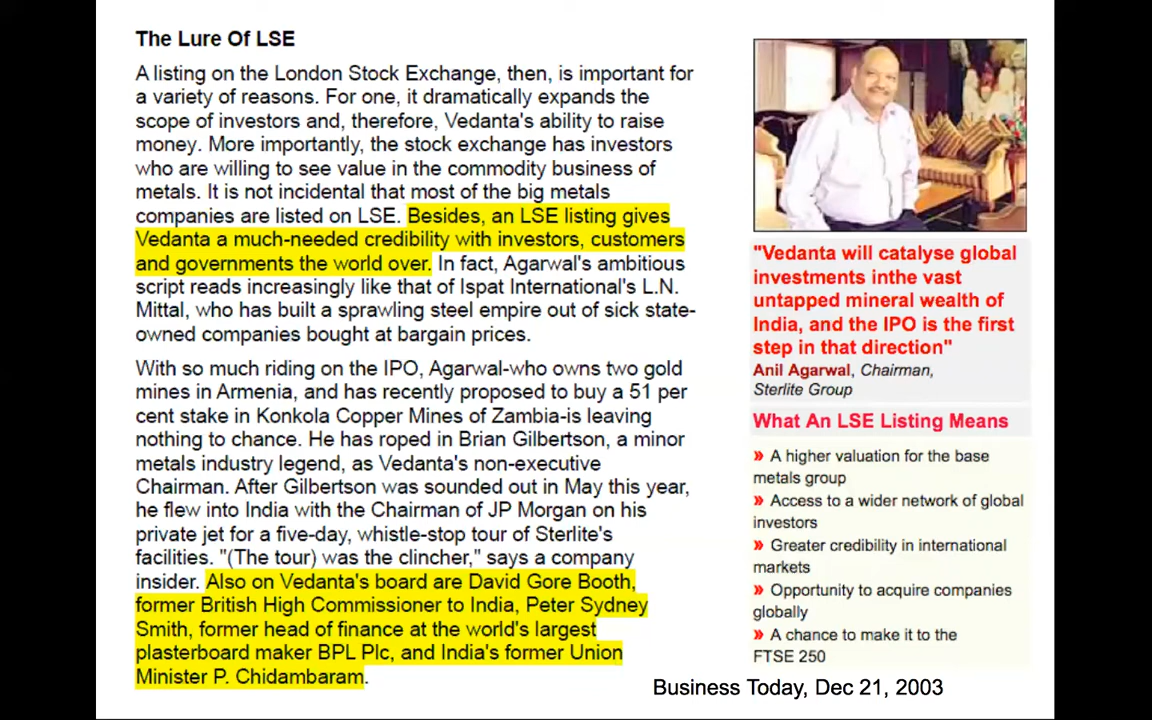 The Lure Of LSE
A listing on the London Stock Exchange, then, is important for
a variety of reasons. For one, it dramatically expands the
scope of investors and, therefore, Vedanta's ability to raise
money. More importantly, the stock exchange has investors
who are willing to see value in the commodity business of
metals. It is not incidental that most of the big metals
companies are listed on LSE. Besides, an LSE listing gives
Vedanta a much-needed credibility with investors, customers
and governments the world over. In fact, Agarwal's ambitious
script reads increasingly like that of Ispat International's L.N.
Mittal, who has built a sprawling steel empire out of sick state-
owned companies bought at bargain prices.
With so much riding on the IPO, Agarwal-who owns two gold
mines in Armenia, and has recently proposed to buy a 51 per
cent stake in Konkola Copper Mines of Zambia-is leaving
nothing to chance. He has roped in Brian Gilbertson, a minor
metals industry legend, as Vedanta's non-executive
Chairman. After Gilbertson was sounded out in May this year,
he flew into India with the Chairman of JP Morgan on his
private jet for a five-day, whistle-stop tour of Sterlite's
facilities. "(The tour) was the clincher," says a company
insider. Also on Vedanta's board are David Gore Booth,
former British High Commissioner to India, Peter Sydney
Smith, former head of finance at the world's largest
plasterboard maker BPL Plc, and India's former Union
Minister P. Chidambaram.
"Vedanta will catalyse global
investments inthe vast
untapped mineral wealth of
India, and the IPO is the first
step in that direction"
Anil Agarwal, Chairman,
Sterlite Group
What An LSE Listing Means
» A higher valuation for the base
metals group
» Access to a wider network of global
investors
» Greater credibility in international
markets
» Opportunity to acquire companies
globally
» A chance to make it to the
FTSE 250
Business Today, Dec 21, 2003